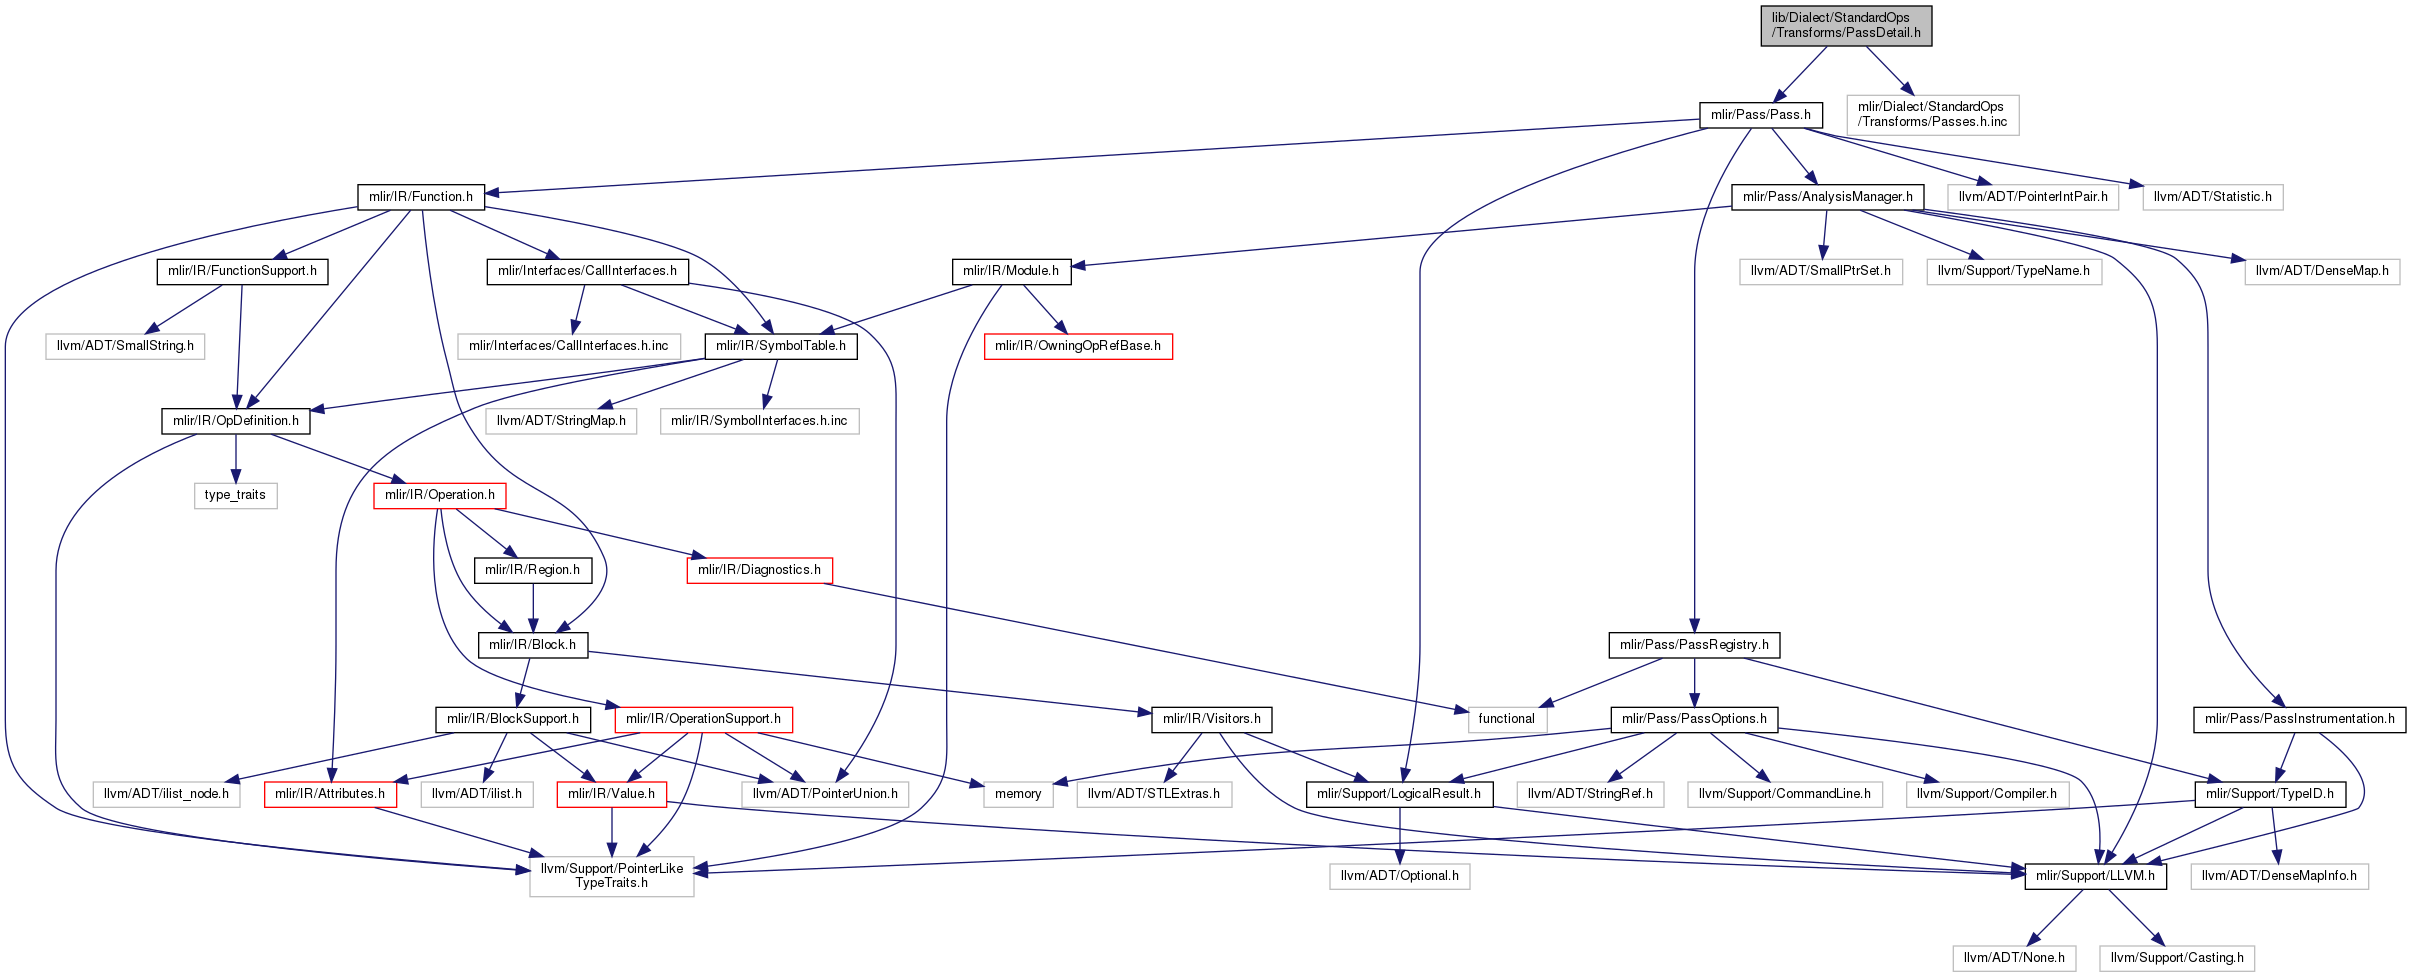 lib/Dialect/StandardOps
/Transforms/PassDetail.h
mlir/Pass/Pass.h
mlir/Dialect/StandardOps
/Transforms/Passes.h.inc
mlir/IR/Function.h
mlir/Pass/AnalysisManager.h
llvm/ADT/PointerIntPair.h
llvm/ADT/Statistic.h
mlir/IR/FunctionSupport.h
mlir/Interfaces/CallInterfaces.h
mlir/IR/Module.h
llvm/ADT/SmallPtrSet.h
llvm/Support/TypeName.h
llvm/ADT/DenseMap.h
llvm/ADT/SmallString.h
mlir/Interfaces/CallInterfaces.h.inc
mlir/IR/SymbolTable.h
mlir/IR/OwningOpRefBase.h
mlir/IR/OpDefinition.h
llvm/ADT/StringMap.h
mlir/IR/SymbolInterfaces.h.inc
type_traits
mlir/IR/Operation.h
mlir/IR/Region.h
mlir/IR/Diagnostics.h
mlir/IR/Block.h
mlir/Pass/PassRegistry.h
mlir/IR/BlockSupport.h
mlir/IR/OperationSupport.h
mlir/IR/Visitors.h
functional
mlir/Pass/PassOptions.h
mlir/Pass/PassInstrumentation.h
llvm/ADT/ilist_node.h
mlir/IR/Attributes.h
llvm/ADT/ilist.h
mlir/IR/Value.h
llvm/ADT/PointerUnion.h
memory
llvm/ADT/STLExtras.h
mlir/Support/LogicalResult.h
llvm/ADT/StringRef.h
llvm/Support/CommandLine.h
llvm/Support/Compiler.h
mlir/Support/TypeID.h
llvm/Support/PointerLike
TypeTraits.h
llvm/ADT/Optional.h
mlir/Support/LLVM.h
llvm/ADT/DenseMapInfo.h
llvm/ADT/None.h
llvm/Support/Casting.h